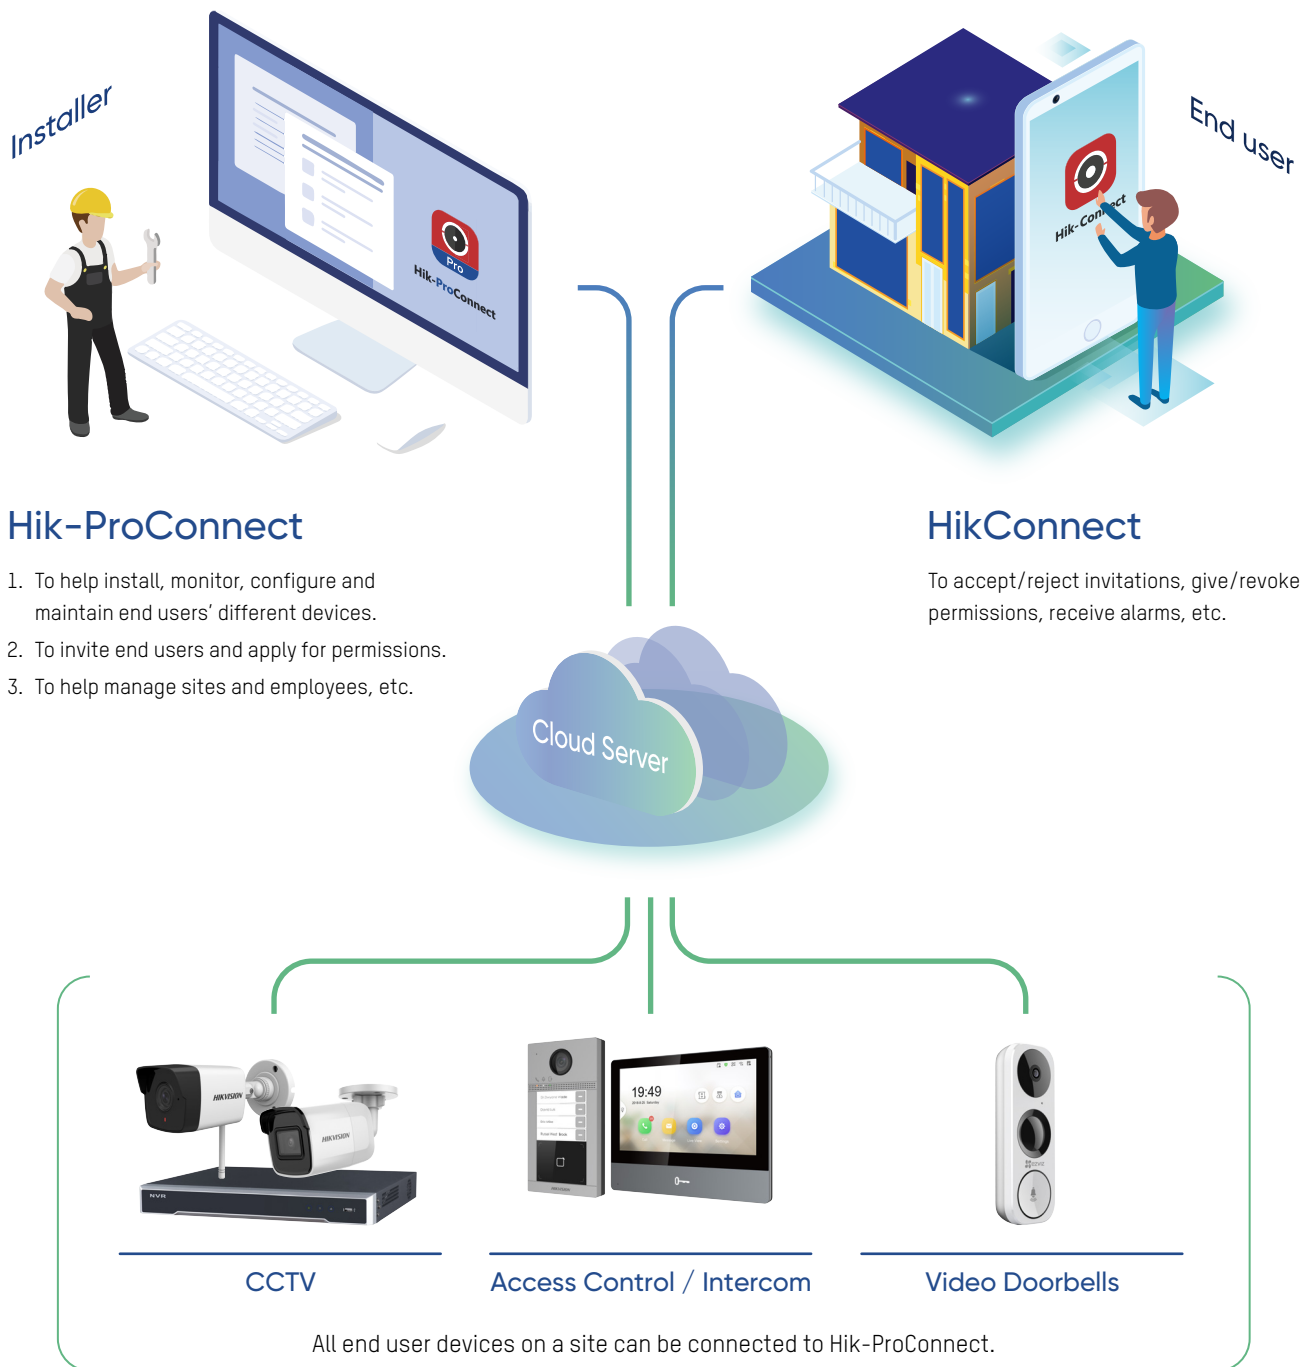 Installer
End user
Pro
Hik-ProConnect
Hik-Connect
Hik-ProConnect
1. To help install, monitor, configure and
maintain end users' different devices.
2. To invite end users and apply for permissions.
3. To help manage sites and employees, etc.
HikConnect
To accept/reject invitations, give/revoke
permissions, receive alarms, etc.
Cloud Server
HIKVISION
HIKVISION
NVR
19:49
CCTV
Access Control / Intercom
Video Doorbells
All end user devices on a site can be connected to Hik-ProConnect.